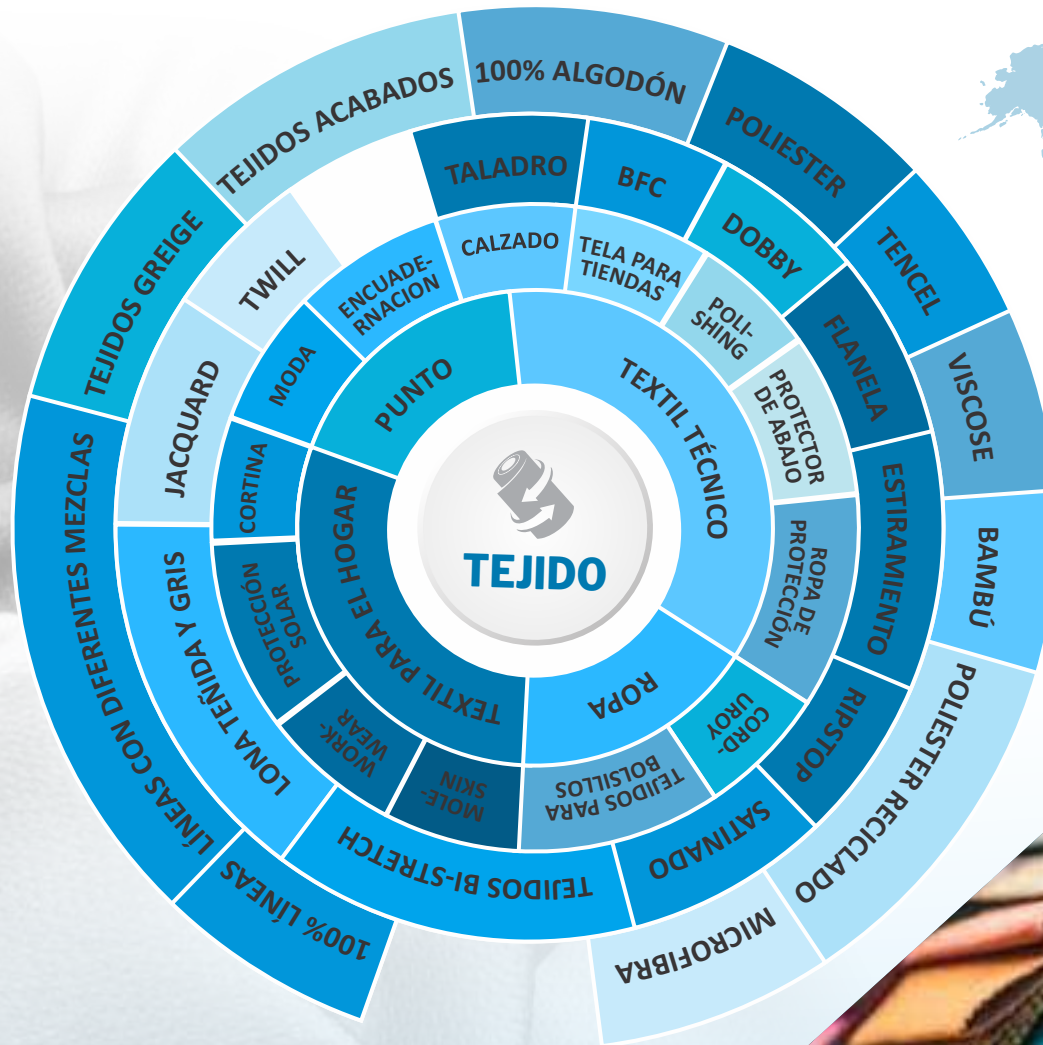 TEJIDO
PUNTO
TEXTIL TÉCNICO
ROPA
TEXTIL PARA EL HOGAR
CALZADO
TELA PARA
TIENDAS
POLI-
SHING
PROTECTOR
DE ABAJO
ROPA DE
PROTECCIÓN
CORD-
UROY
TEJIDOS PARA
BOLSILLOS
MOLE-
SKIN
WORK-
WEAR
PROTECCIÓN
SOLAR
CORTINA
MODA
ENCUADE-
RNACION
TALADRO
BFC
DOBBY
FLANELA
ESTIRAMIENTO
RIPSTOP
SATINADO
TEJIDOS BI-STRETCH
LONA TEÑIDA Y GRIS
JACQUARD
TWILL
100% ALGODÓN
POLIESTER
TENCEL
VISCOSE
BAMBÚ
POLIESTER RECICLADO
MICROFIBRA
100% LÍNEAS
LÍNEAS CON DIFERENTES MEZCLAS
TEJIDOS GREIGE
TEJIDOS ACABADOS